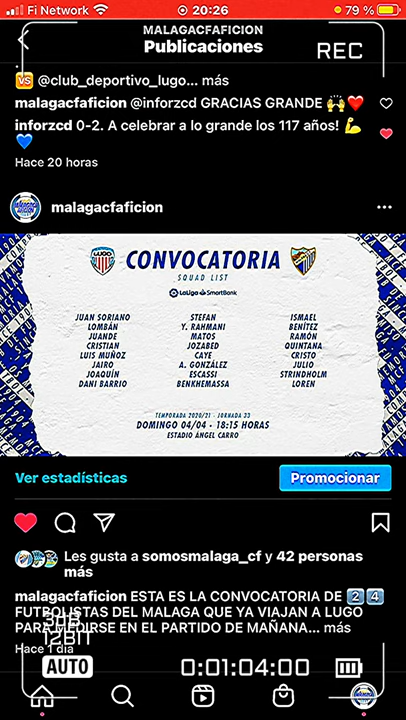 Fi Network
20:26
79 %
MALAGACFAFICION
Publicaciones
REC
🆚 @club_deportivo_lugo... más
malagacfaficion @inforzcd GRACIAS GRANDE 🙌❤️
inforzcd 0-2. A celebrar a lo grande los 117 años! 💪
💙
Hace 20 horas
malagacfaficion
LUGO
CONVOCATORIA
SQUAD LIST
LaLiga SmartBank
JUAN SORIANO
LOMBÁN
JUANDE
CRISTIAN
LUIS MUÑOZ
JAIRO
JOAQUÍN
DANI BARRIO
STEFAN
Y. RAHMANI
MATOS
JOZABED
CAYE
A. GONZÁLEZ
ESCASSI
BENKHEMASSA
ISMAEL
BENÍTEZ
RAMÓN
QUINTANA
CRISTO
JULIO
STRINDHOLM
LOREN
TEMPORADA 2020/21 - JORNADA 33
DOMINGO 04/04 - 18:15 HORAS
ESTADIO ÁNGEL CARRO
Ver estadísticas
Promocionar
Les gusta a somosmalaga_cf y 42 personas
más
malagacfaficion ESTA ES LA CONVOCATORIA DE 2️⃣4️⃣
FUTBOLISTAS DEL MALAGA QUE YA VIAJAN A LUGO
PARA MEDIRSE EN EL PARTIDO DE MAÑANA... más
Hace 1 día
12BIT
AUTO
0:01:04:00